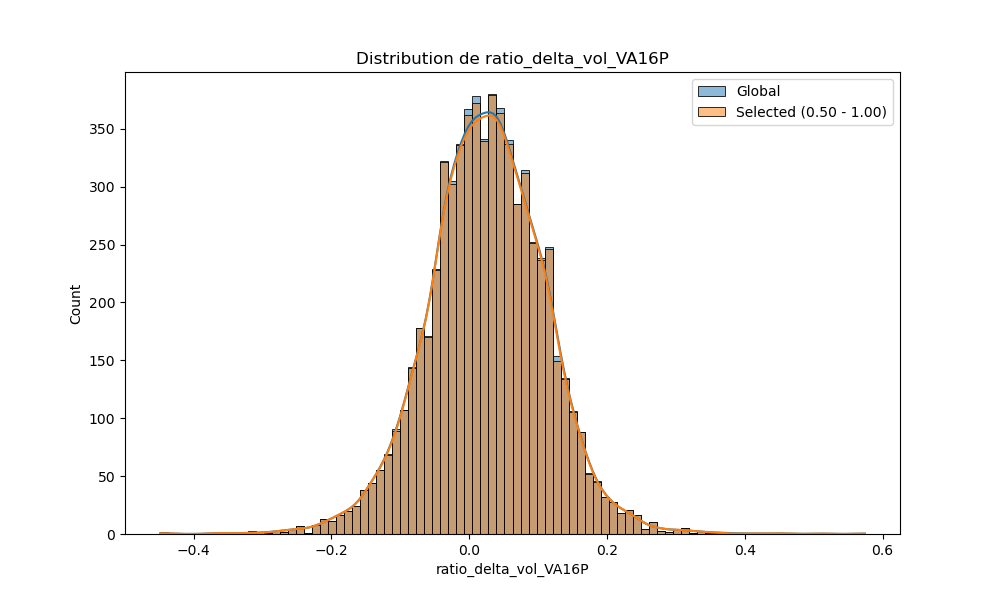 Distribution de ratio_delta_vol_VA16P
Global
Selected (0.50 - 1.00)
Count
350
300
250
200
150
100
50
0
−0.4
−0.2
0.0
0.2
0.4
0.6
ratio_delta_vol_VA16P